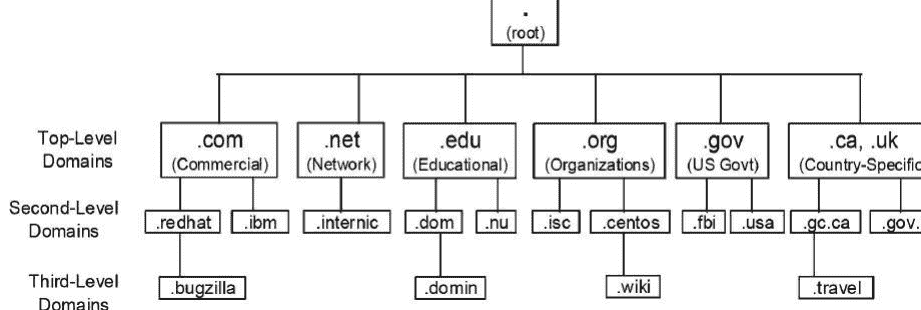 .
(root)
Top-Level
Domains
.com
(Commercial)
.net
(Network)
.edu
(Educational)
.org
(Organizations)
.gov
(US Govt)
.ca, .uk
(Country-Specific
Second-Level
Domains
.redhat
.ibm
.internic
.dom
.nu
.isc
.centos
.fbi
.usa
.gc.ca
.gov.
Third-Level
Domains
.bugzilla
.domin
.wiki
.travel